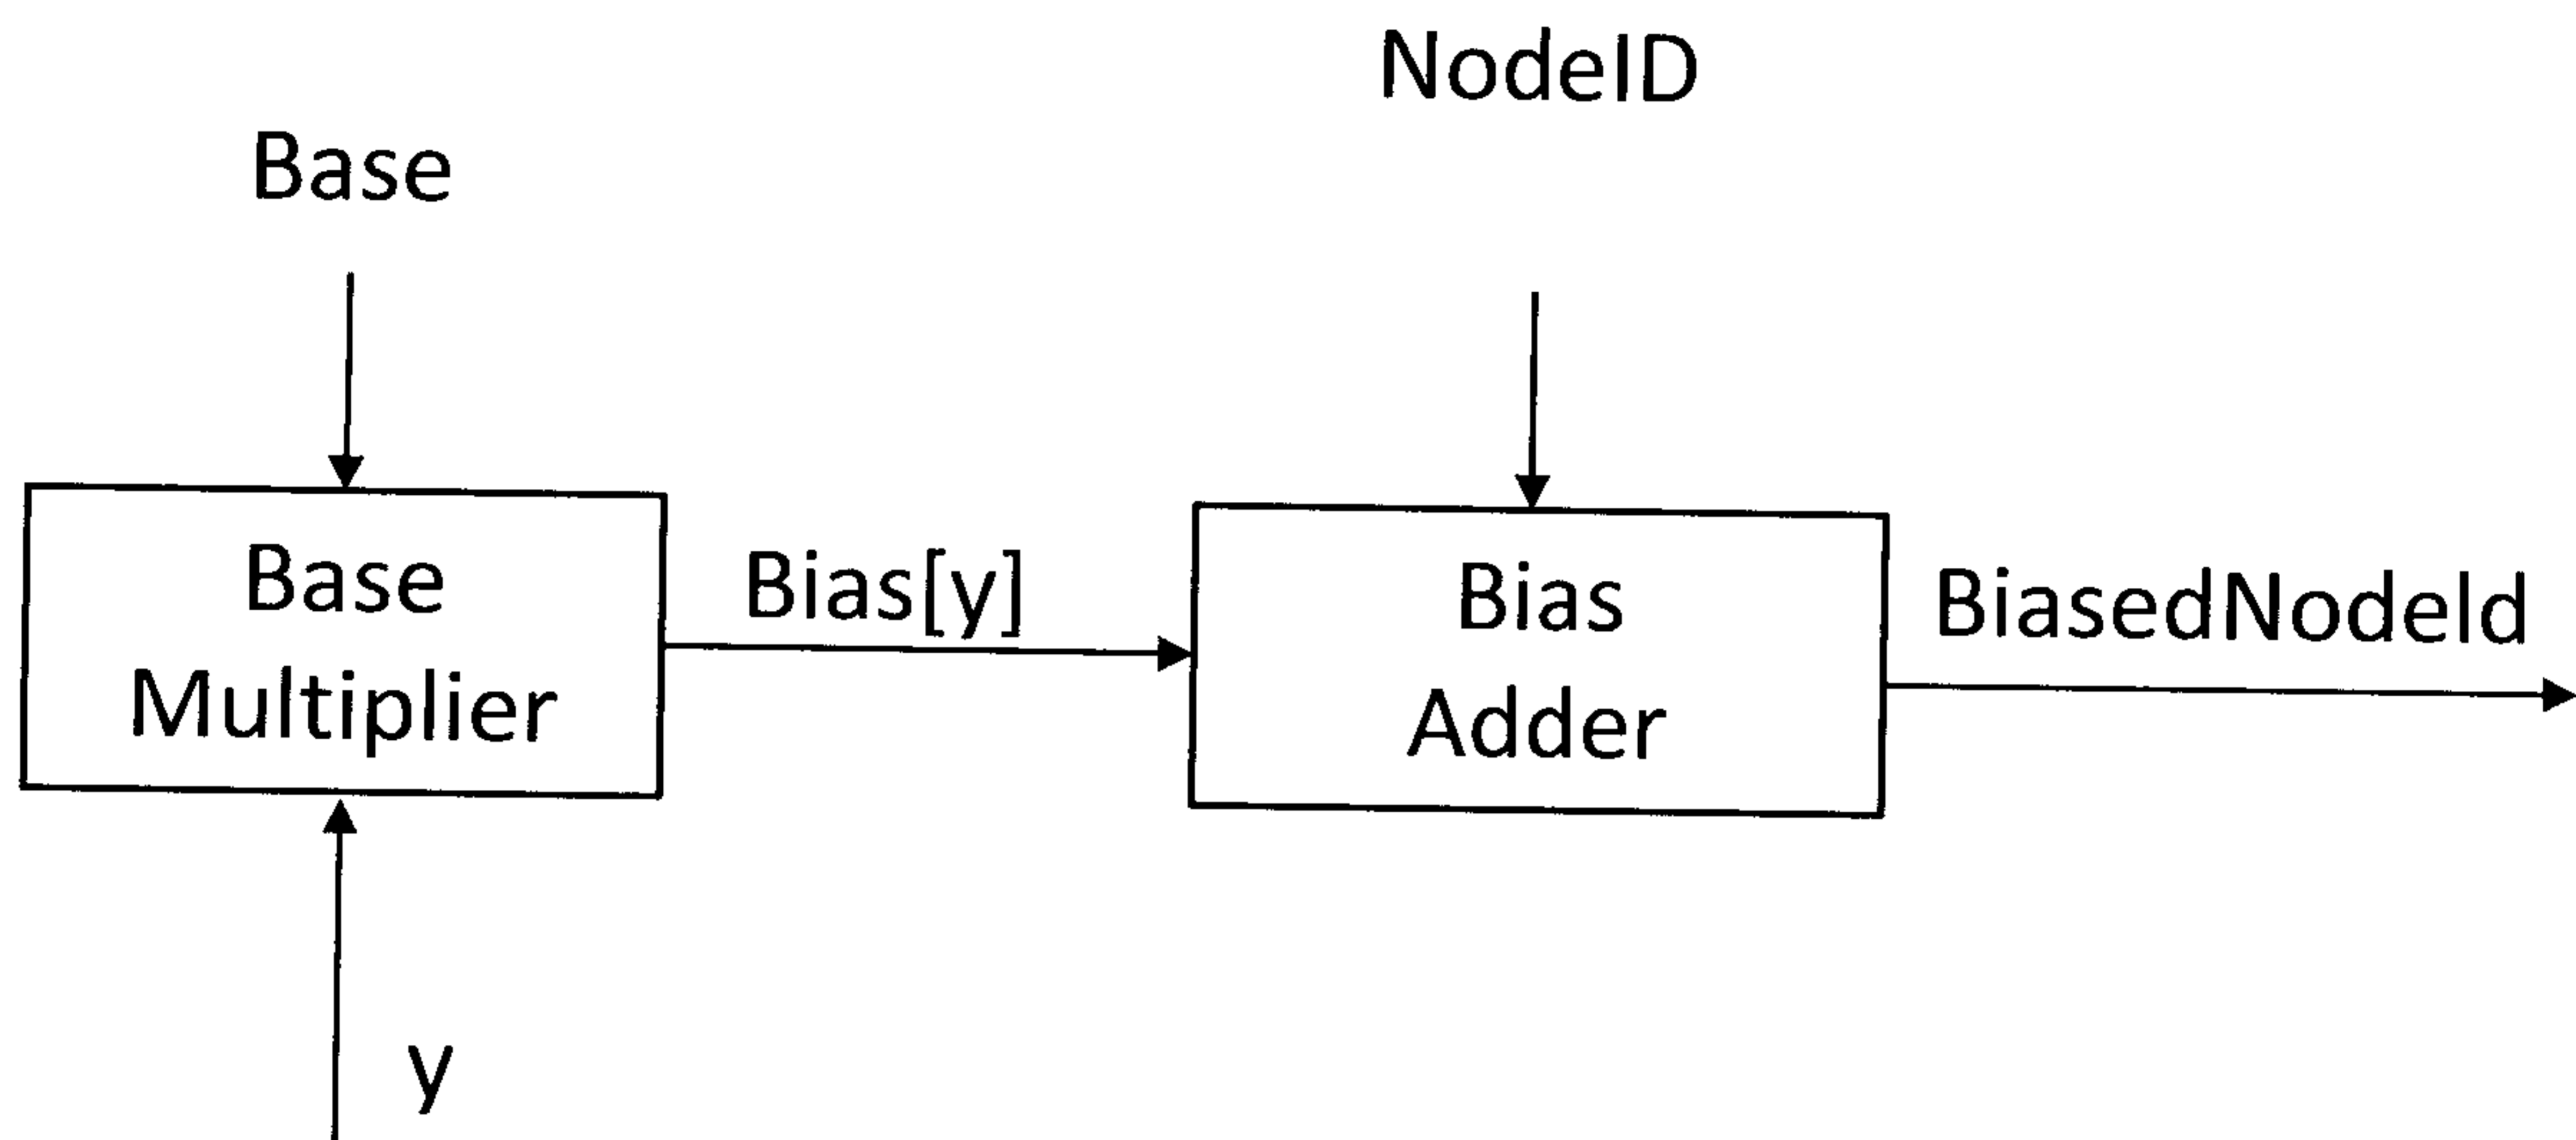 NodeID
Base
Base
Multiplier
Bias[y]
Bias
Adder
BiasedNodeId
y